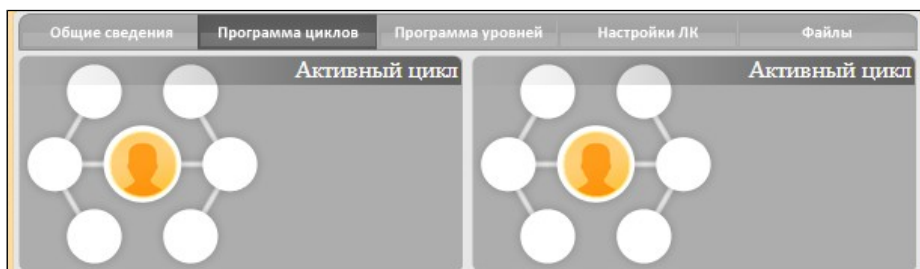 Общие сведения Программа циклов Программа уровней Настройки ЛК Файлы
Активный цикл Активный цикл